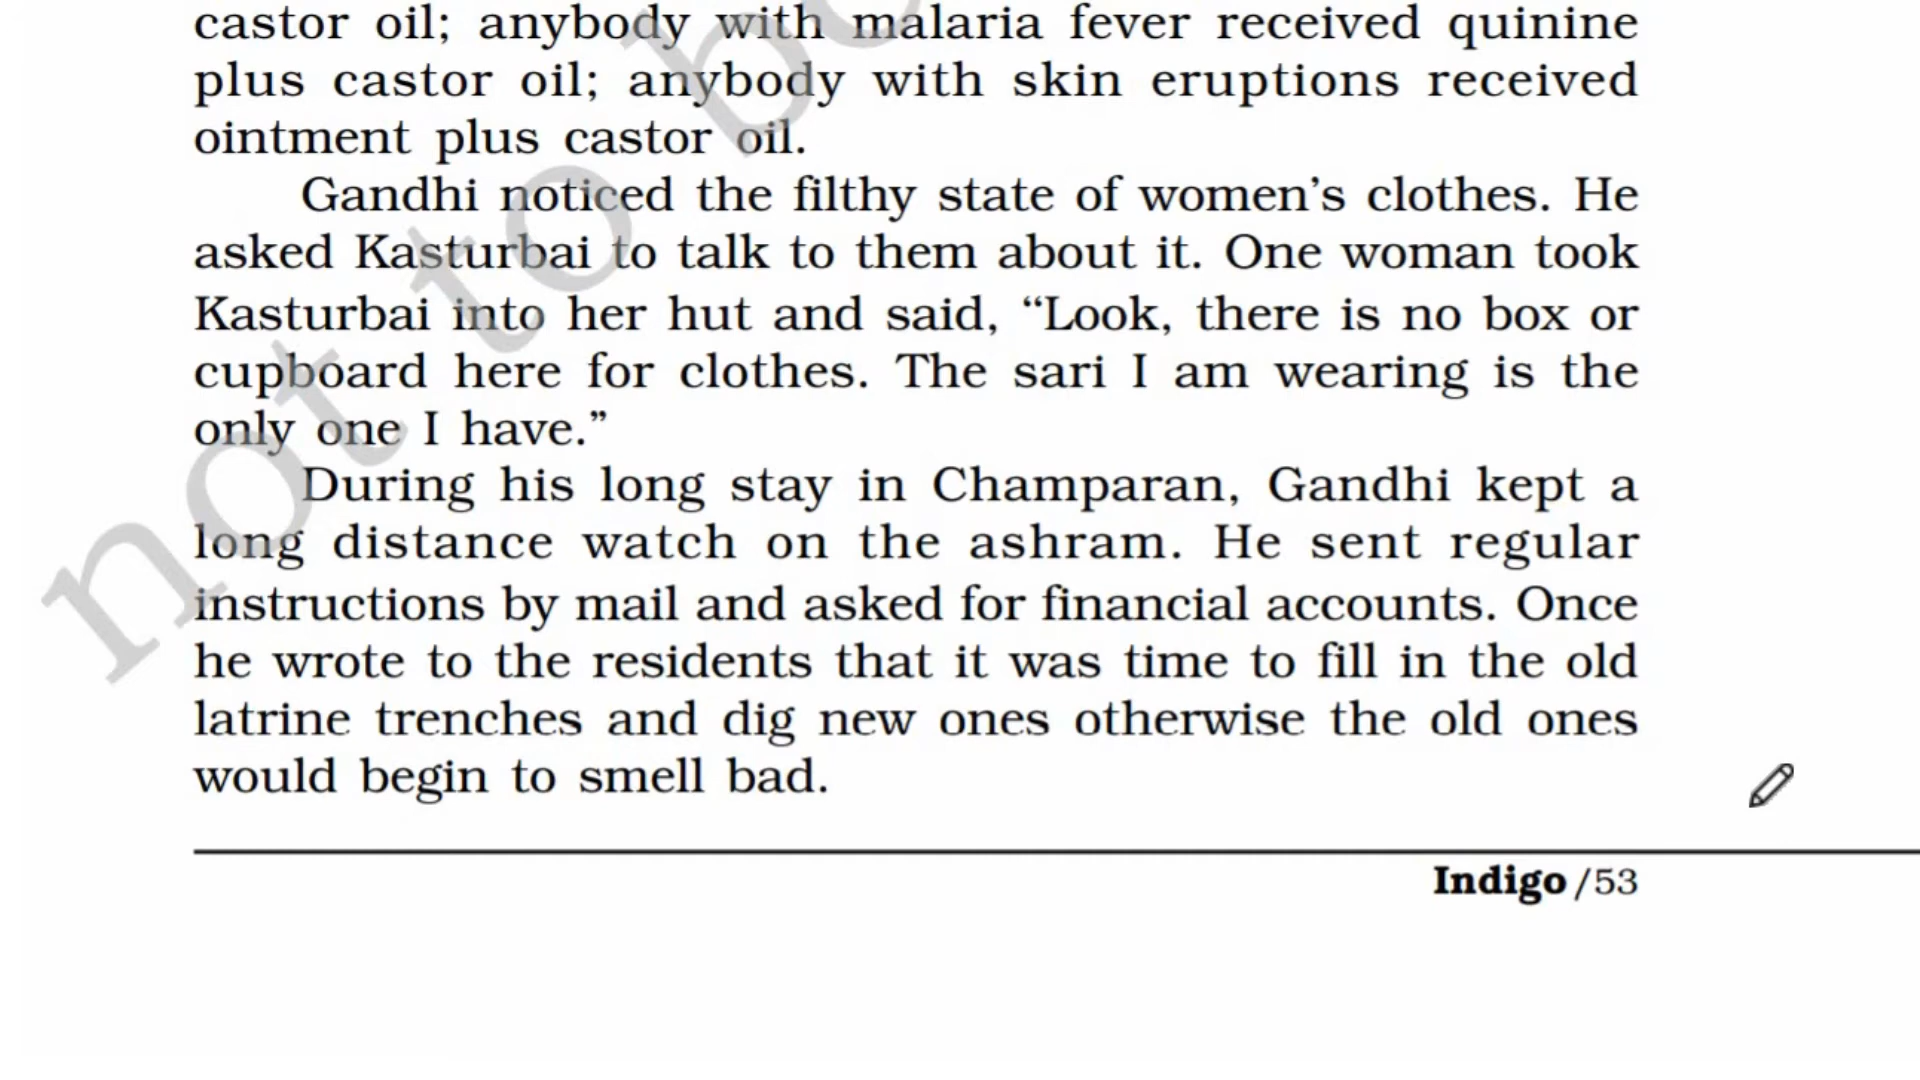 castor oil; anybody with malaria fever received quinine
plus castor oil; anybody with skin eruptions received
ointment plus castor oil.
Gandhi noticed the filthy state of women’s clothes. He
asked Kasturbai to talk to them about it. One woman took
Kasturbai into her hut and said, “Look, there is no box or
cupboard here for clothes. The sari I am wearing is the
only one I have.”
During his long stay in Champaran, Gandhi kept a
long distance watch on the ashram. He sent regular
instructions by mail and asked for financial accounts. Once
he wrote to the residents that it was time to fill in the old
latrine trenches and dig new ones otherwise the old ones
would begin to smell bad.
Indigo/53
not to be